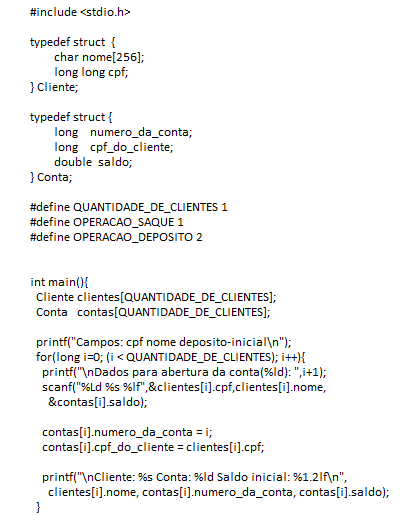 #include <stdio.h>
typedef struct {
char nome[256];
long long cpf;
} Cliente;
typedef struct {
long numero_da_conta;
long cpf_do_cliente;
double saldo;
} Conta;
#define QUANTIDADE_DE_CLIENTES 1
#define OPERACAO_SAQUE 1
#define OPERACAO_DEPOSITO 2
int main(){
Cliente clientes[QUANTIDADE_DE_CLIENTES];
Conta contas[QUANTIDADE_DE_CLIENTES];
printf("Campos: cpf nome deposito-inicial\n");
for(long i=0; (i < QUANTIDADE_DE_CLIENTES); i++){
printf("\nDados para abertura da conta(%ld): ",i+1);
scanf("%Ld %s %lf",&clientes[i].cpf,clientes[i].nome,
&contas[i].saldo);
contas[i].numero_da_conta = i;
contas[i].cpf_do_cliente = clientes[i].cpf;
printf("\nCliente: %s Conta: %ld Saldo inicial: %1.2lf\n",
clientes[i].nome, contas[i].numero_da_conta, contas[i].saldo);
}